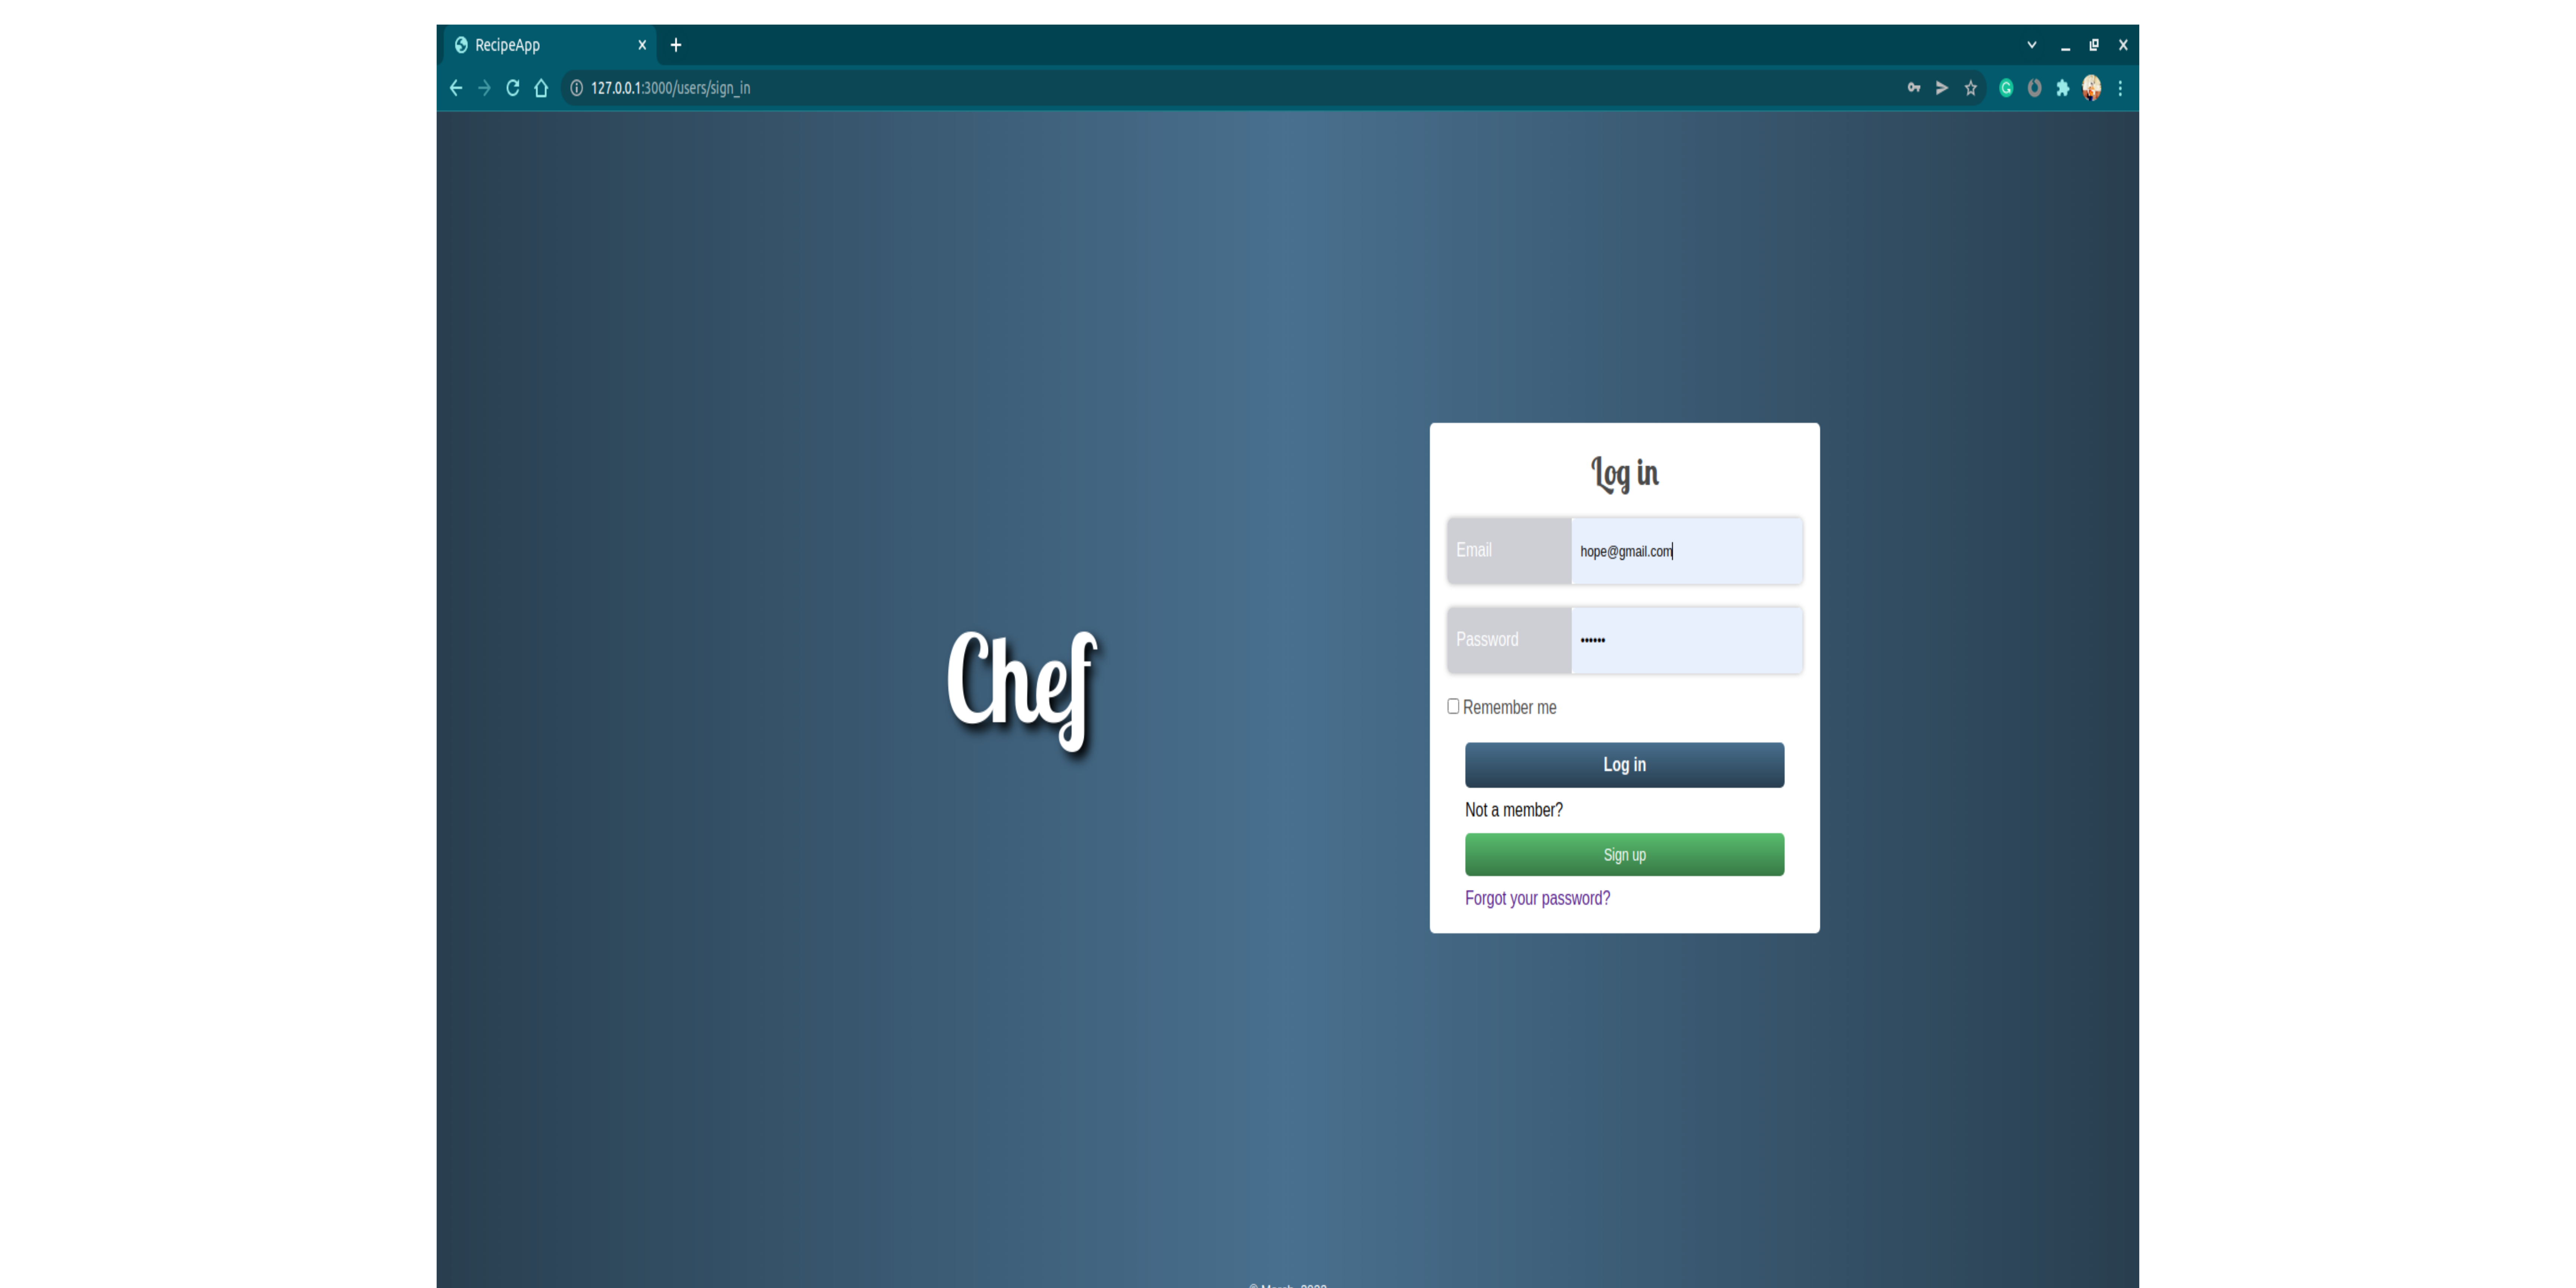 RecipeApp
127.0.0.1:3000/users/sign_in
Chef
Log in
Email
hope@gmail.com
Password
Remember me
Log in
Not a member?
Sign up
Forgot your password?